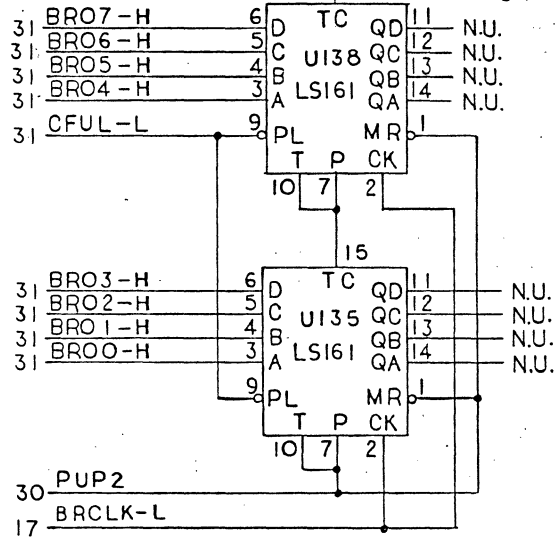 31 BRO7-H 6 D TC QD 11 N.U.
31 BRO6-H 5 C U138 QC 12 N.U.
31 BRO5-H 4 B QB 13 N.U.
31 BRO4-H 3 A LS161 QA 14 N.U.
31 CFUL-L 9 PL MR 1
T P CK
10 7 2
15
31 BRO3-H 6 D TC QD 11 N.U.
31 BRO2-H 5 C U135 QC 12 N.U.
31 BRO1-H 4 B QB 13 N.U.
31 BROO-H 3 A LS161 QA 14 N.U.
9 PL MR 1
T P CK
10 7 2
30 PUP2
17 BRCLK-L